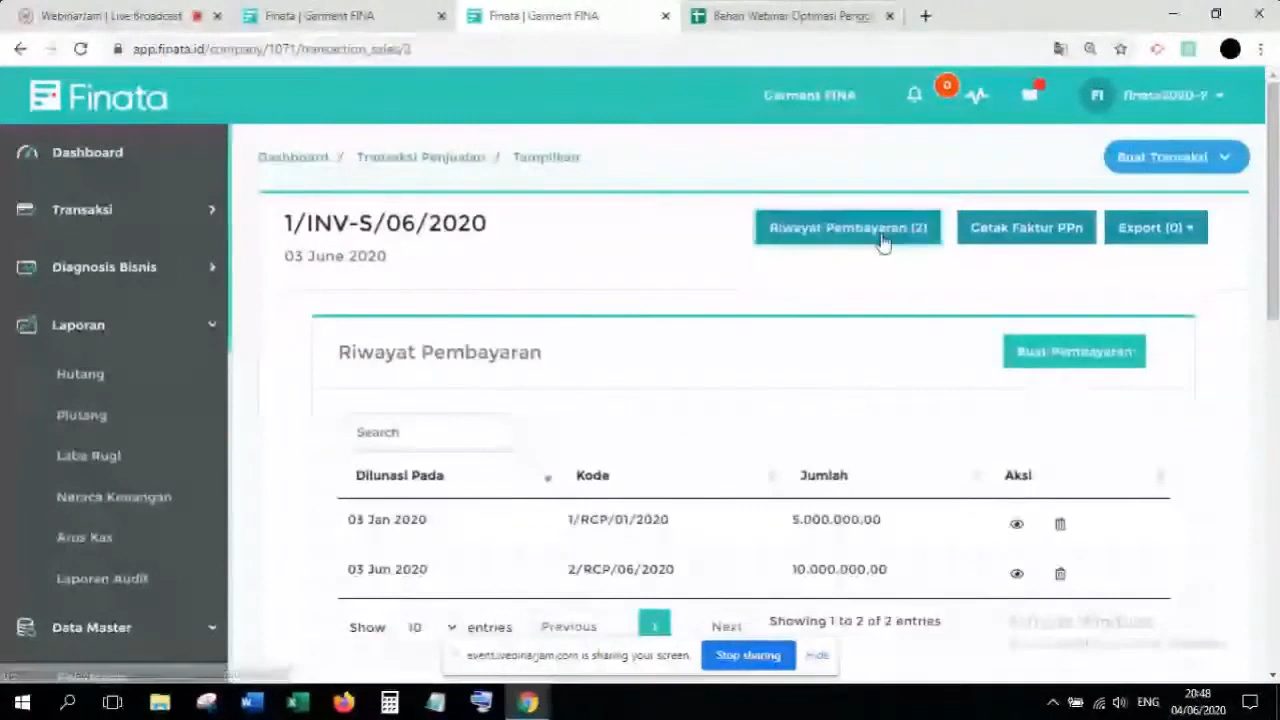 WebinarJam | Live Broadcast
Finata | Garment FINA
Finata | Garment FINA
Bahan Webinar Optimasi Pengg
app.finata.id/company/1071/transaction_sales/2
Finata
Garment FINA
0
FI
Dashboard
Transaksi
Diagnosis Bisnis
Laporan
Hutang
Piutang
Laba Rugi
Neraca Keuangan
Arus Kas
Laporan Audit
Data Master
Dashboard / Transaksi Penjualan / Tampilkan
Buat Transaksi
1/INV-S/06/2020
03 June 2020
Riwayat Pembayaran (2)
Cetak Faktur PPn
Export (0)
Riwayat Pembayaran
Buat Pembayaran
Search
Dilunasi Pada Kode Jumlah Aksi
03 Jan 2020 1/RCP/01/2020 5.000.000,00
03 Jun 2020 2/RCP/06/2020 10.000.000,00
Show 10 entries Previous 1 Next Showing 1 to 2 of 2 entries
event.webinarjam.com is sharing your screen.
Stop sharing
Hide
ENG
20:48
04/06/2020